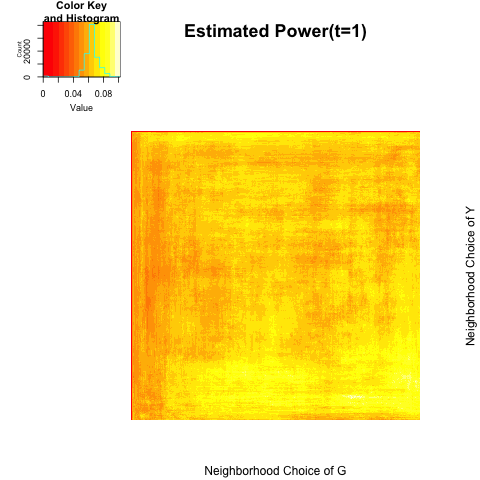 Color Key
and Histogram
Count
0 20000
0 0.04 0.08
Value
Estimated Power(t=1)
Neighborhood Choice of Y
Neighborhood Choice of G